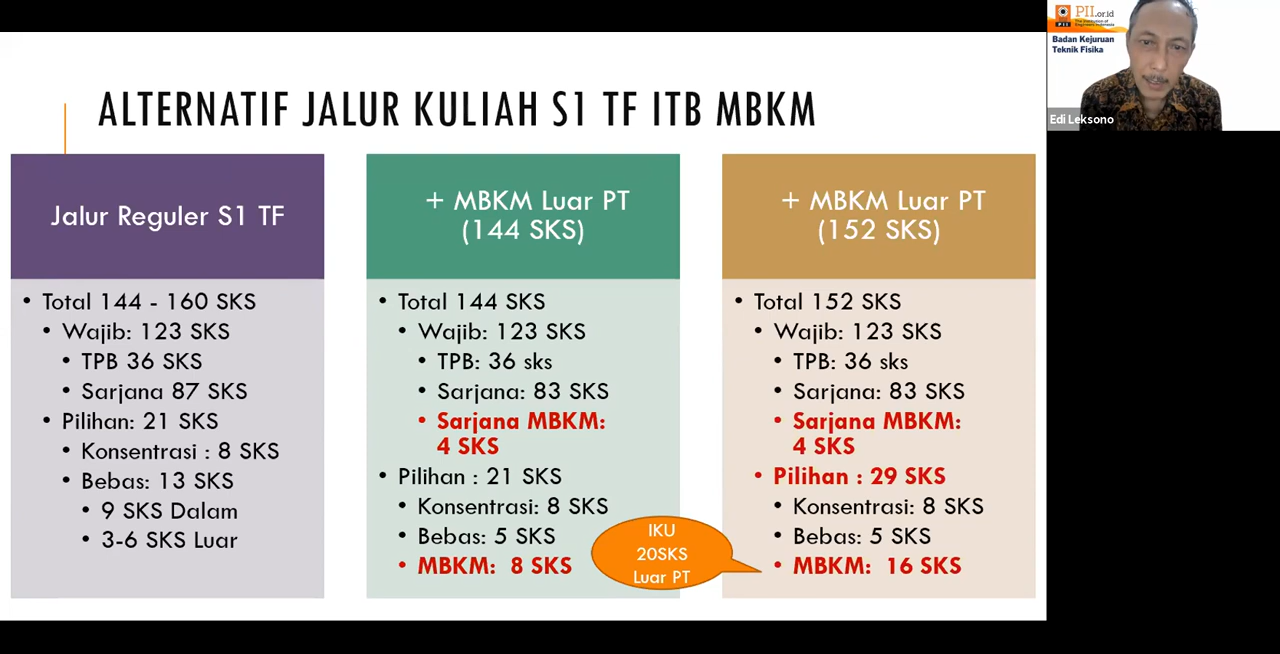 ALTERNATIF JALUR KULIAH S1 TF ITB MBKM
Jalur Reguler S1 TF
• Total 144 - 160 SKS
• Wajib: 123 SKS
• TPB 36 SKS
• Sarjana 87 SKS
• Pilihan: 21 SKS
• Konsentrasi : 8 SKS
• Bebas: 13 SKS
• 9 SKS Dalam
• 3-6 SKS Luar
+ MBKM Luar PT
(144 SKS)
• Total 144 SKS
• Wajib: 123 SKS
• TPB: 36 sks
• Sarjana: 83 SKS
• Sarjana MBKM:
4 SKS
• Pilihan : 21 SKS
• Konsentrasi: 8 SKS
• Bebas: 5 SKS
• MBKM: 8 SKS
IKU
20SKS
Luar PT
+ MBKM Luar PT
(152 SKS)
• Total 152 SKS
• Wajib: 123 SKS
• TPB: 36 sks
• Sarjana: 83 SKS
• Sarjana MBKM:
4 SKS
• Pilihan : 29 SKS
• Konsentrasi: 8 SKS
• Bebas: 5 SKS
• MBKM: 16 SKS
PII.or.id
PII
Badan Kejuruan
Teknik Fisika
Edi Leksono